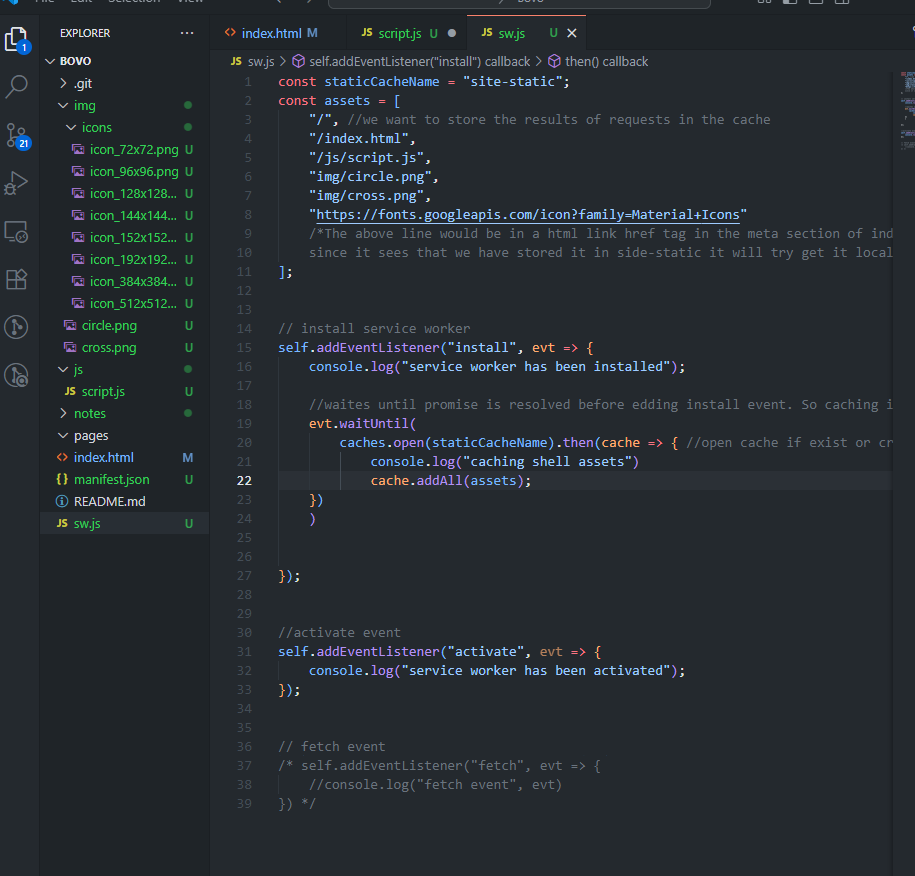 EXPLORER
···
index.html M
JS script.js U
JS sw.js U
BOVO
JS sw.js > self.addEventListener("install") callback > then() callback
.git
img
icons
icon_72x72.png U
icon_96x96.png U
icon_128x128... U
icon_144x144... U
icon_152x152... U
icon_192x192... U
icon_384x384... U
icon_512x512... U
circle.png U
cross.png U
js
JS script.js U
notes
pages
index.html M
manifest.json U
README.md
JS sw.js U
1
21
1 const staticCacheName = "site-static";
2 const assets = [
3 "/", //we want to store the results of requests in the cache
4 "/index.html",
5 "/js/script.js",
6 "img/circle.png",
7 "img/cross.png",
8 "https://fonts.googleapis.com/icon?family=Material+Icons"
9 /*The above line would be in a html link href tag in the meta section of ind
10 since it sees that we have stored it in side-static it will try get it local
11 ];
12
13
14 // install service worker
15 self.addEventListener("install", evt => {
16 console.log("service worker has been installed");
17
18 //waites until promise is resolved before edding install event. So caching i
19 evt.waitUntil(
20 caches.open(staticCacheName).then(cache => { //open cache if exist or cr
21 console.log("caching shell assets")
22 cache.addAll(assets);
23 })
24 )
25
26
27 });
28
29
30 //activate event
31 self.addEventListener("activate", evt => {
32 console.log("service worker has been activated");
33 });
34
35
36 // fetch event
37 /* self.addEventListener("fetch", evt => {
38 //console.log("fetch event", evt)
39 }) */